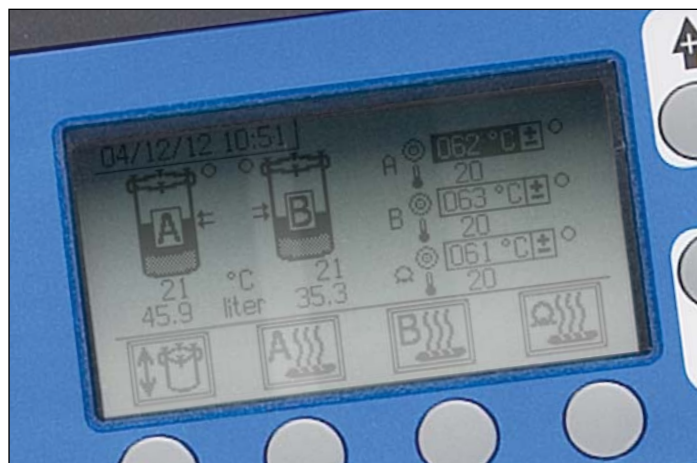 04/12/12 10:51
A
B
21 °C 21
45.9 liter 35.3
A 062 °C ±
20
B 063 °C ±
20
Ω 061 °C ±
20
A
B
Ω